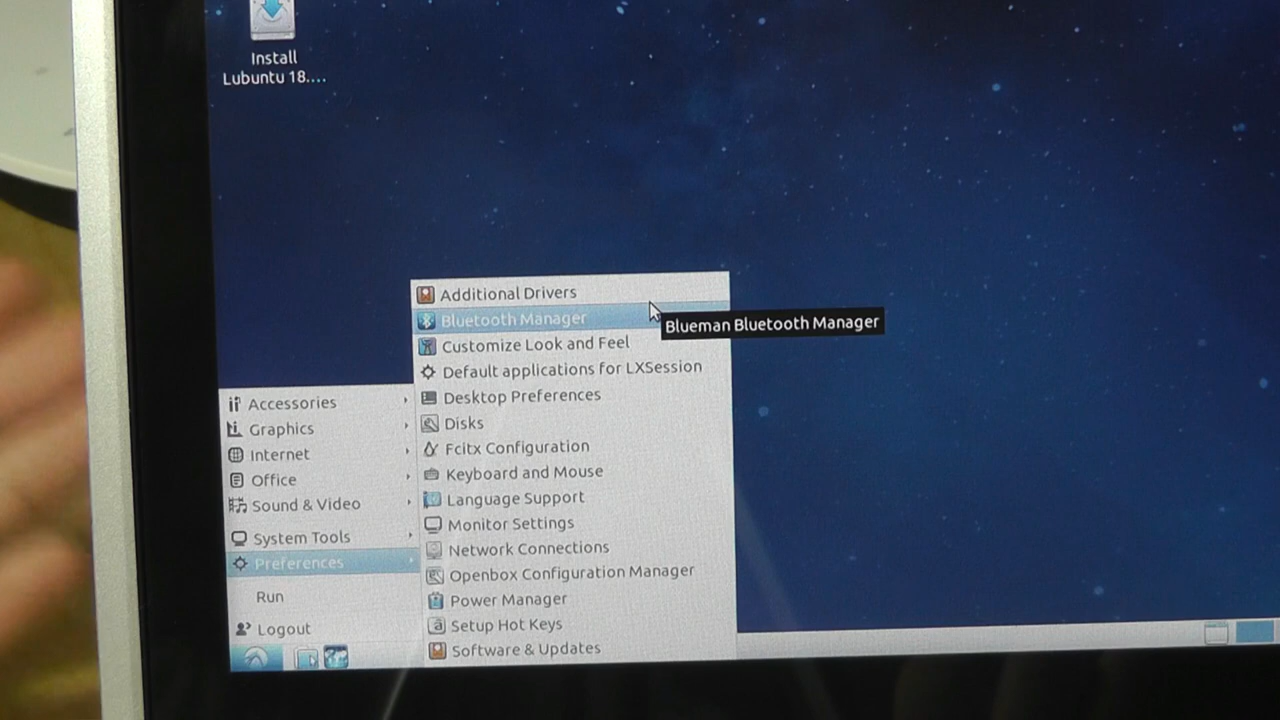 Install
Lubuntu 18....
Additional Drivers
Bluetooth Manager
Blueman Bluetooth Manager
Customize Look and Feel
Default applications for LXSession
Desktop Preferences
Disks
Fcitx Configuration
Keyboard and Mouse
Language Support
Monitor Settings
Network Connections
Openbox Configuration Manager
Power Manager
Setup Hot Keys
Software & Updates
Accessories
Graphics
Internet
Office
Sound & Video
System Tools
Preferences
Run
Logout